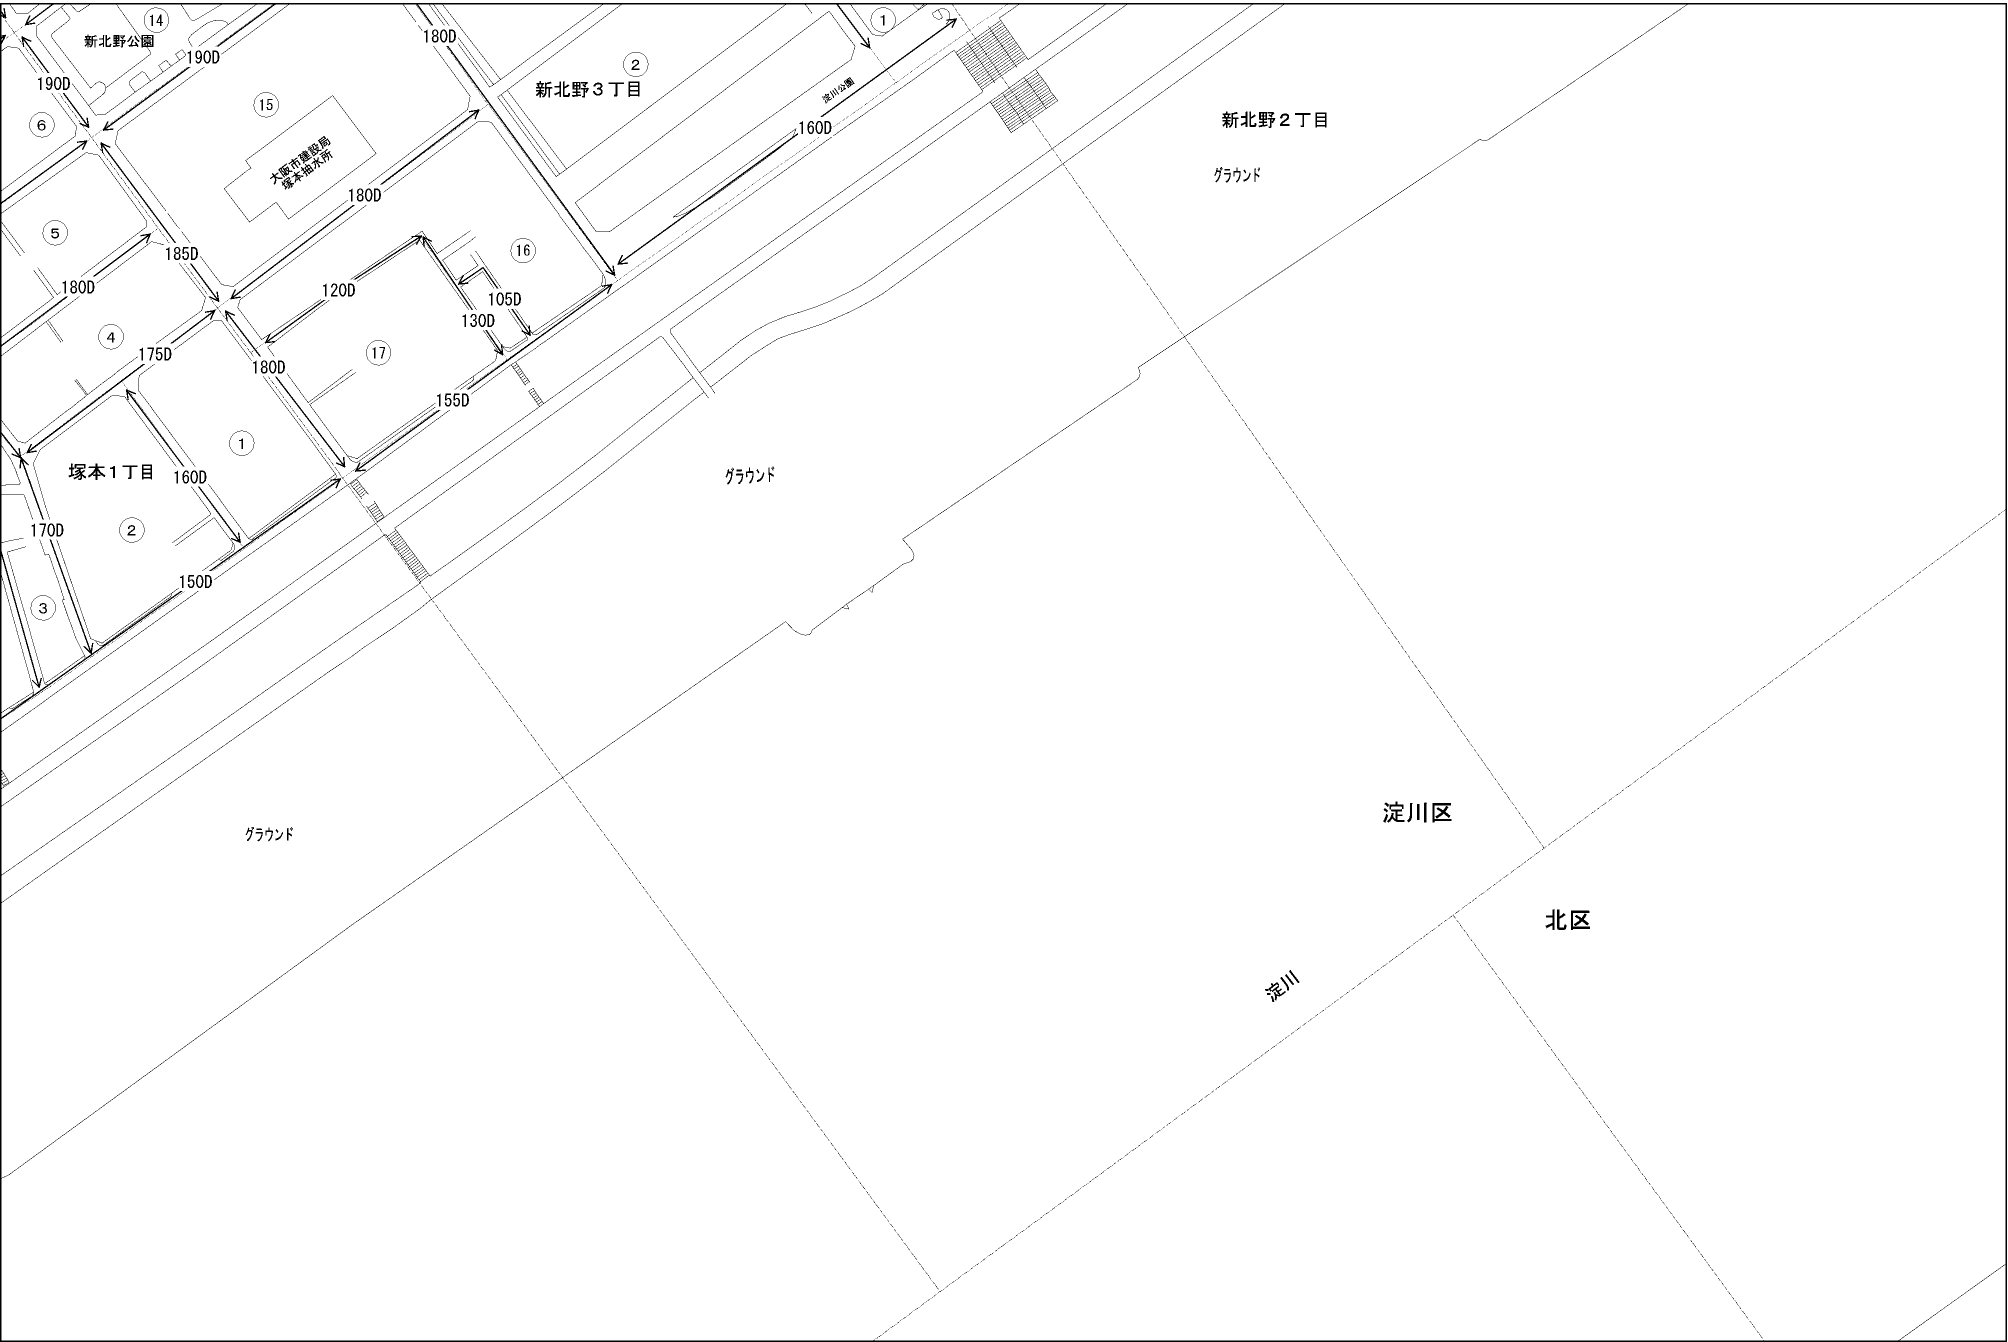 14
新北野公園
190D
190D
180D
1
2
新北野３丁目
淀川公園
160D
新北野２丁目
グラウンド
6
15
大阪市建設局
塚本抽水所
180D
5
185D
180D
16
120D
105D
130D
4
175D
180D
17
155D
グラウンド
1
塚本１丁目
160D
170D
2
150D
3
グラウンド
淀川区
北区
淀川